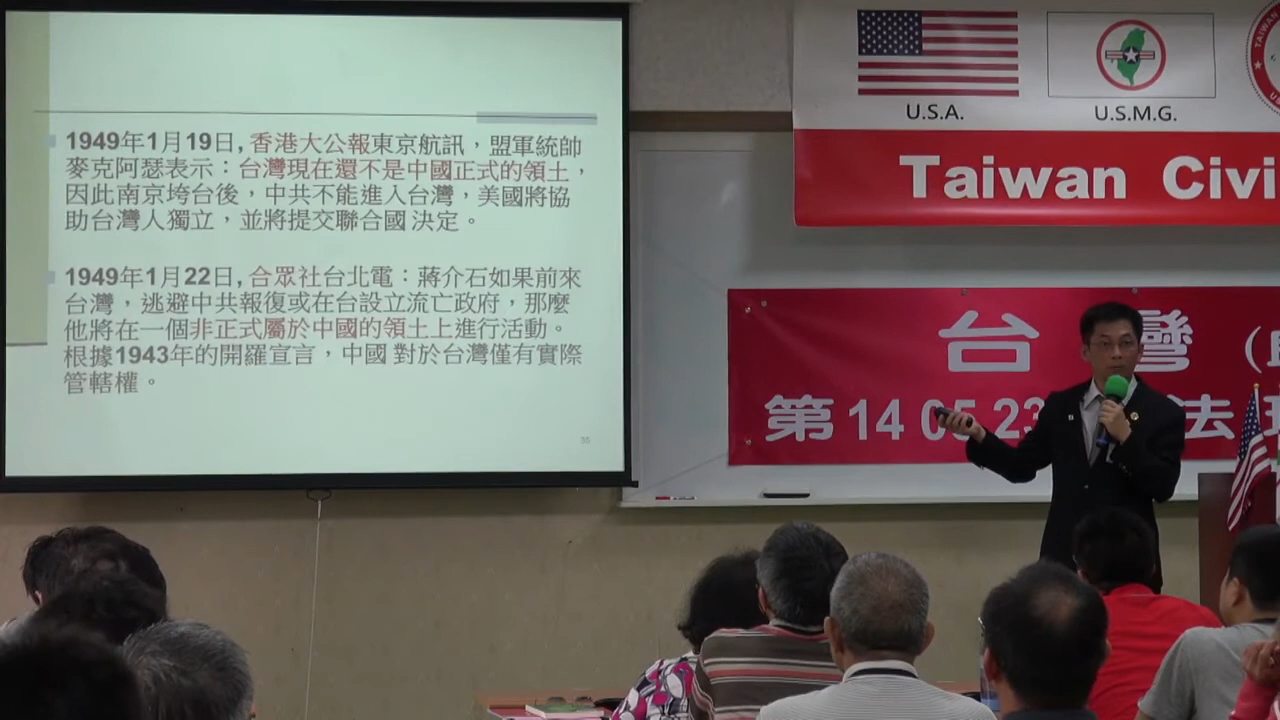 1949年1月19日, 香港大公報東京航訊，盟軍統帥
麥克阿瑟表示：台灣現在還不是中國正式的領土，
因此南京垮台後，中共不能進入台灣，美國將協
助台灣人獨立，並將提交聯合國 決定。
1949年1月22日, 合眾社台北電：蔣介石如果前來
台灣，逃避中共報復或在台設立流亡政府，那麼
他將在一個非正式屬於中國的領土上進行活動。
根據1943年的開羅宣言，中國 對於台灣僅有實際
管轄權。
U.S.A.
U.S.M.G.
TAIWAN
Taiwan Civi
台 灣
第 14 05 23 法